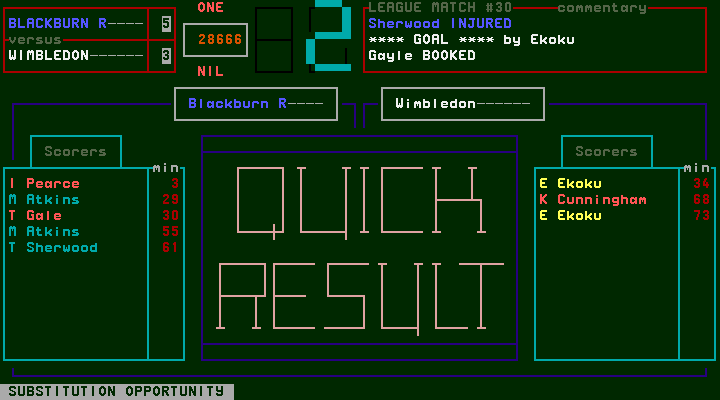 BLACKBURN R---- 5
versus
WIMBLEDON------ 3
ONE
28666
NIL
2
LEAGUE MATCH #30 commentary
Sherwood INJURED
**** GOAL **** by Ekoku
Gayle BOOKED
Blackburn R----
Wimbledon------
Scorers
min
I Pearce 3
M Atkins 29
T Gale 30
M Atkins 55
T Sherwood 61
QUICK
RESULT
Scorers
min
E Ekoku 34
K Cunningham 68
E Ekoku 73
SUBSTITUTION OPPORTUNITY